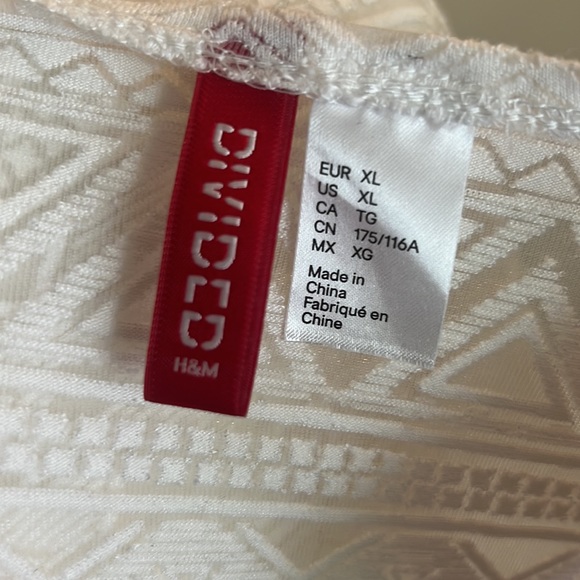 DIVIDED
H&M
EUR XL
US XL
CA TG
CN 175/116A
MX XG
Made in
China
Fabriqué en
Chine